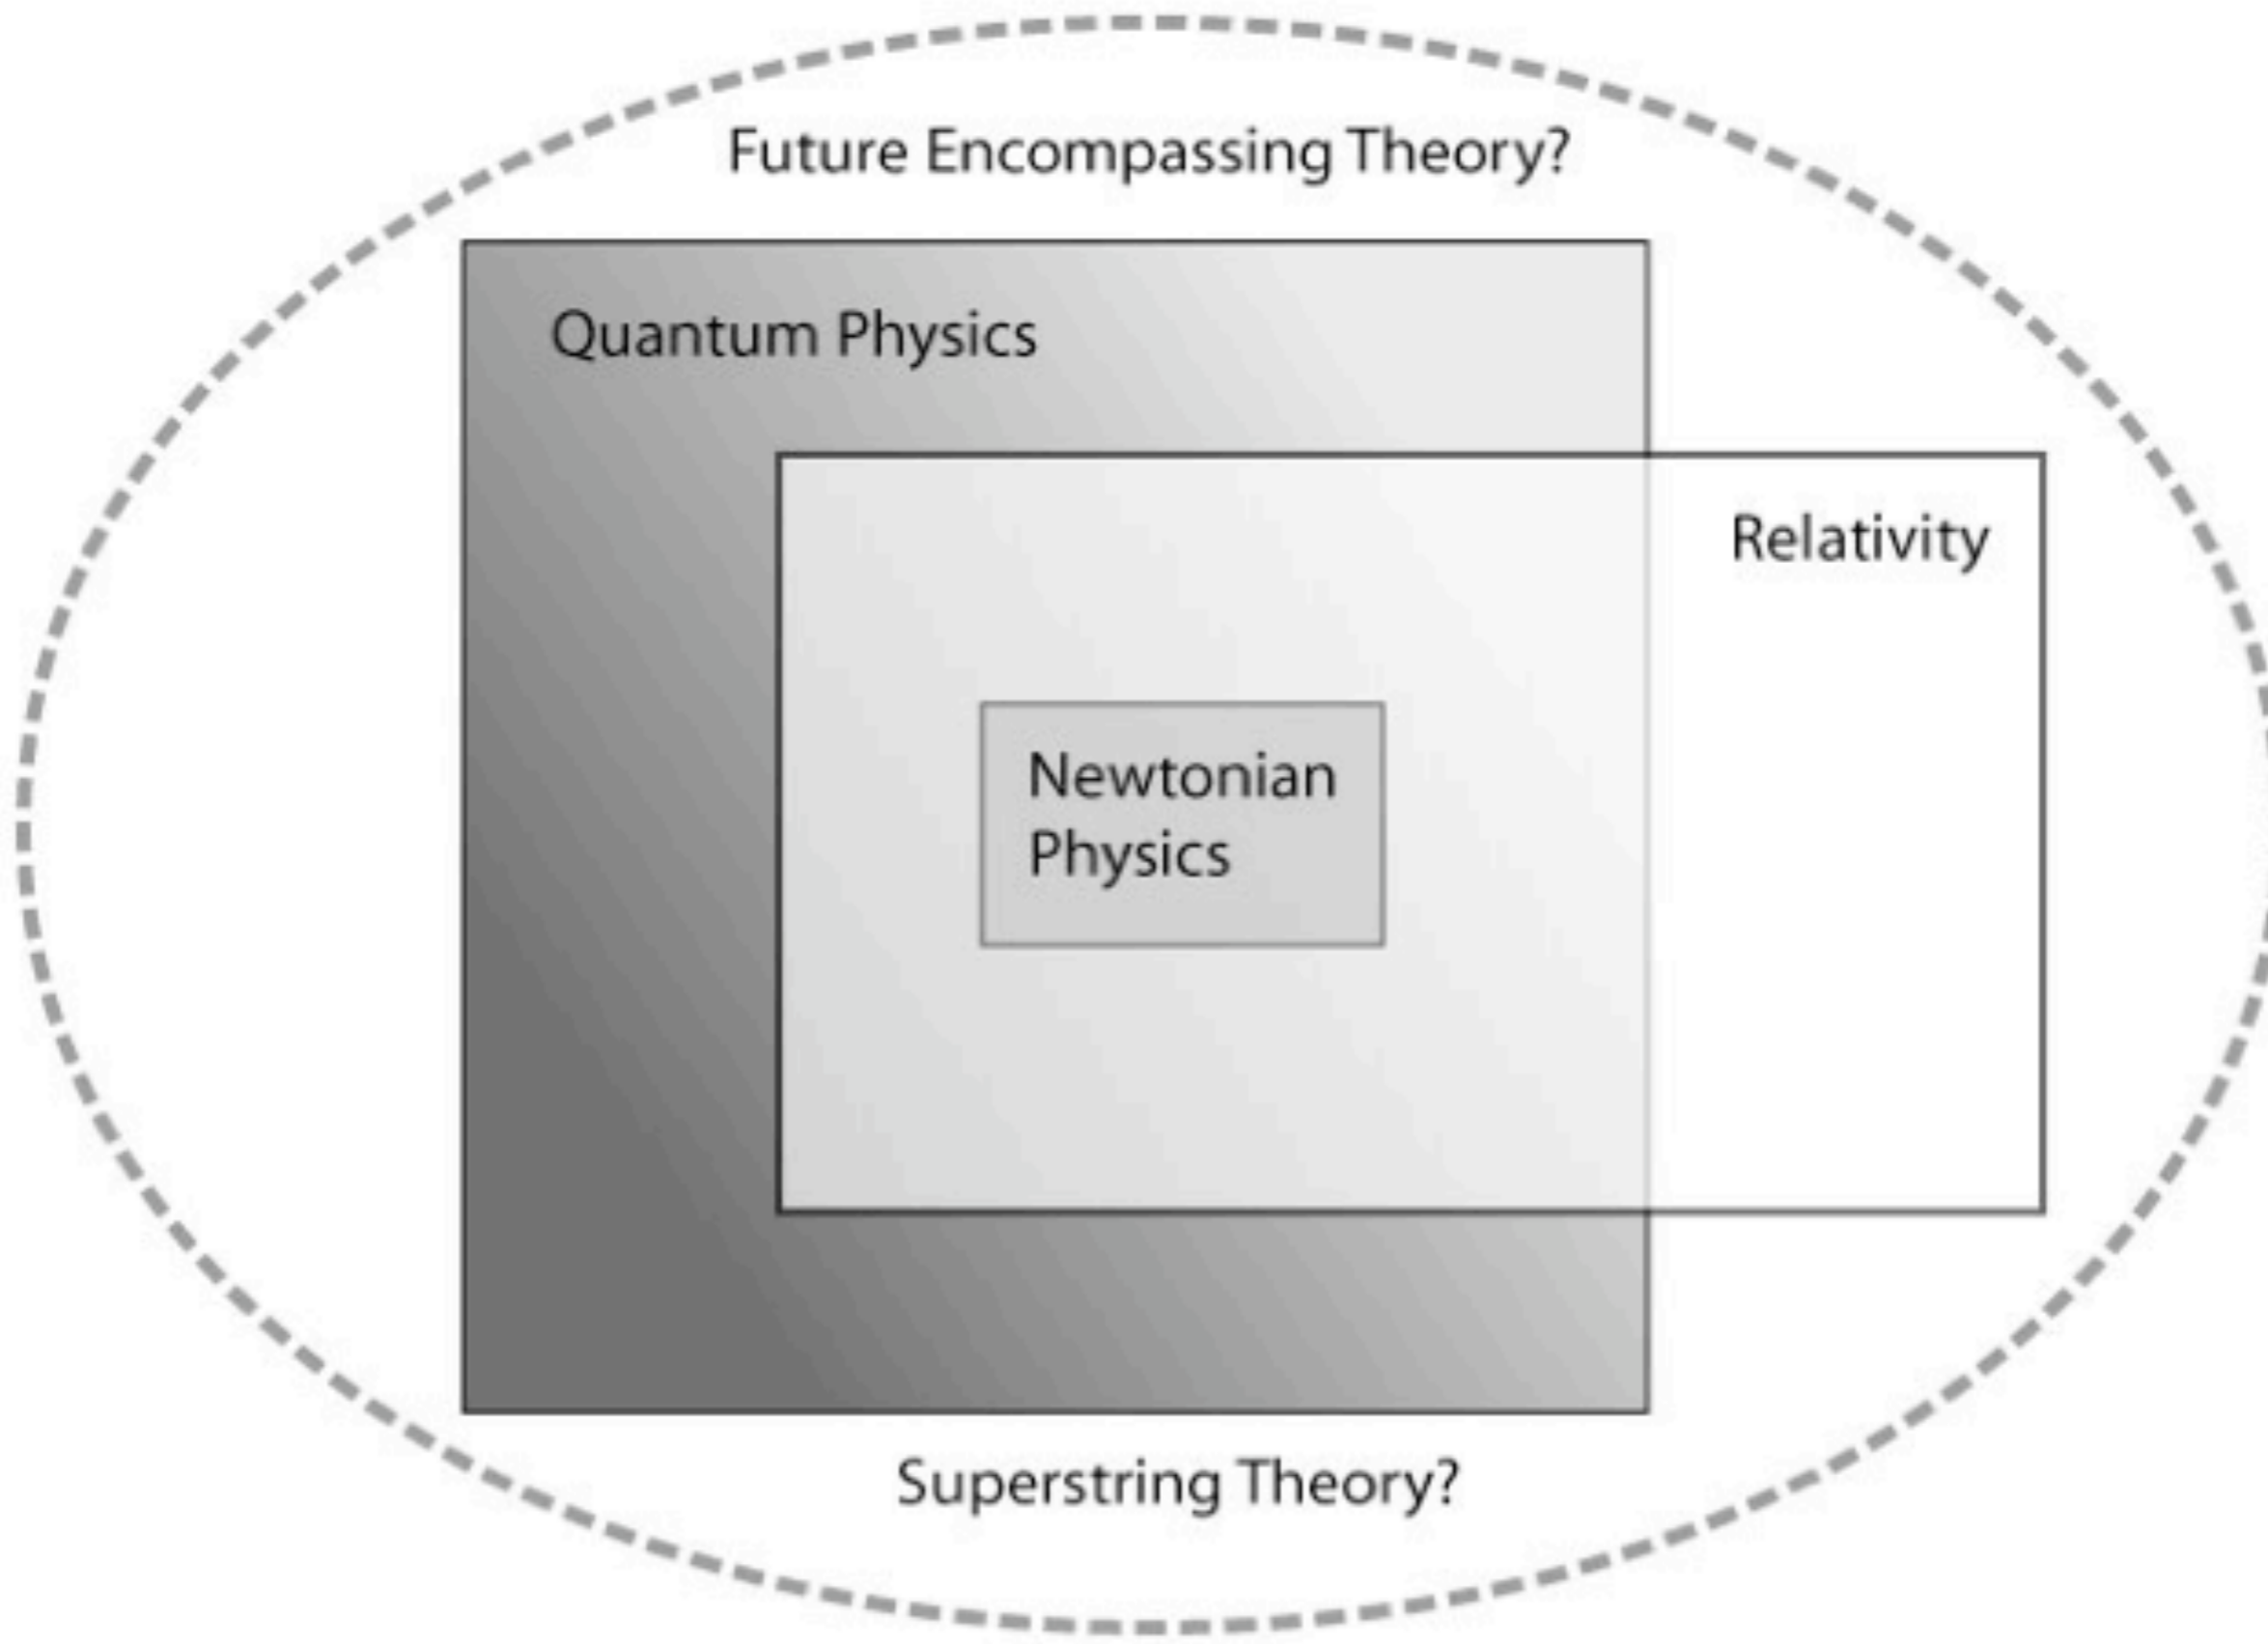 Future Encompassing Theory?
Quantum Physics
Relativity
Newtonian
Physics
Superstring Theory?